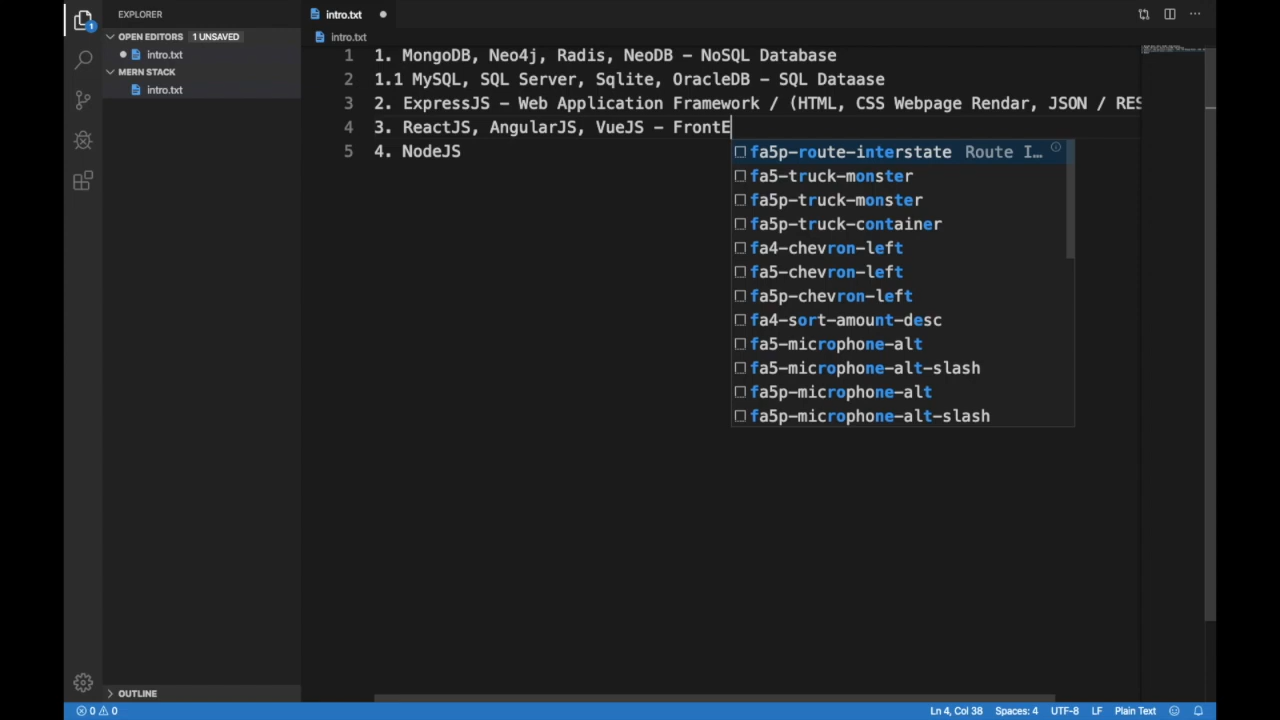 EXPLORER
intro.txt
OPEN EDITORS 1 UNSAVED
intro.txt
MERN STACK
intro.txt
1
intro.txt
1 1. MongoDB, Neo4j, Radis, NeoDB - NoSQL Database
2 1.1 MySQL, SQL Server, Sqlite, OracleDB - SQL Dataase
3 2. ExpressJS - Web Application Framework / (HTML, CSS Webpage Rendar, JSON / RES
4 3. ReactJS, AngularJS, VueJS - FrontE
5 4. NodeJS
fa5p-route-interstate Route I...
fa5-truck-monster
fa5p-truck-monster
fa5p-truck-container
fa4-chevron-left
fa5-chevron-left
fa5p-chevron-left
fa4-sort-amount-desc
fa5-microphone-alt
fa5-microphone-alt-slash
fa5p-microphone-alt
fa5p-microphone-alt-slash
OUTLINE
0 0
Ln 4, Col 38 Spaces: 4 UTF-8 LF Plain Text